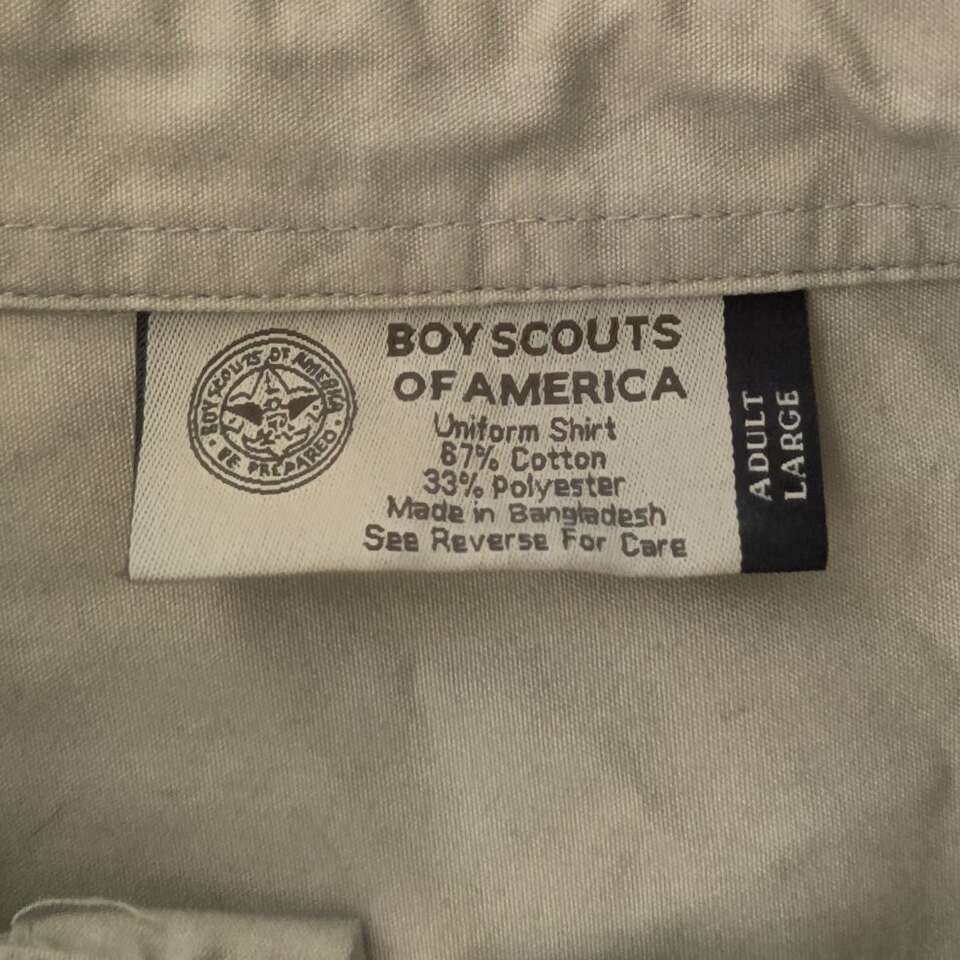 BOY SCOUTS OF AMERICA
BE PREPARED
BOY SCOUTS
OF AMERICA
Uniform Shirt
67% Cotton
33% Polyester
Made in Bangladesh
See Reverse For Care
ADULT
LARGE